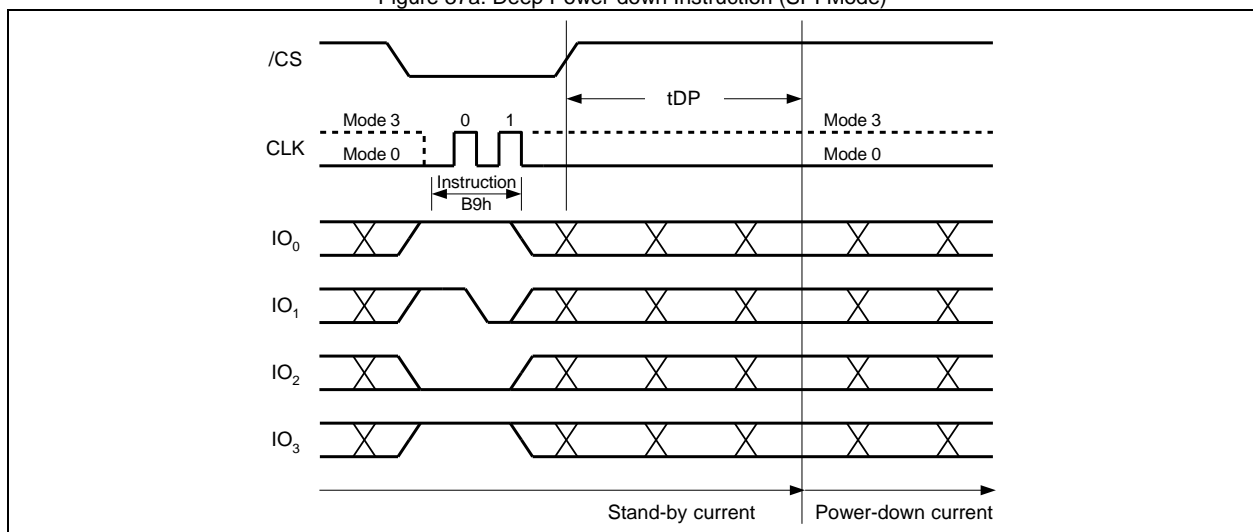 Figure 37a. Deep Power-down Instruction (SPI Mode)
/CS
tDP
Mode 3 0 1 Mode 3
CLK
Mode 0 Mode 0
Instruction
B9h
IO0
IO1
IO2
IO3
Stand-by current Power-down current